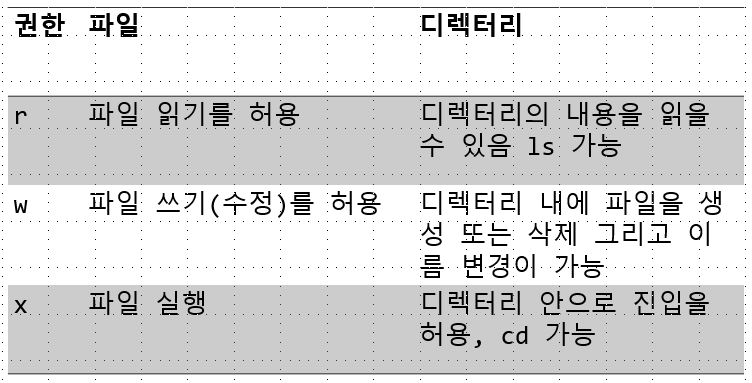 권한 파일 디렉터리
r 파일 읽기를 허용 디렉터리의 내용을 읽을
수 있음 ls 가능
w 파일 쓰기(수정)를 허용 디렉터리 내에 파일을 생
성 또는 삭제 그리고 이
름 변경이 가능
x 파일 실행 디렉터리 안으로 진입을
허용, cd 가능